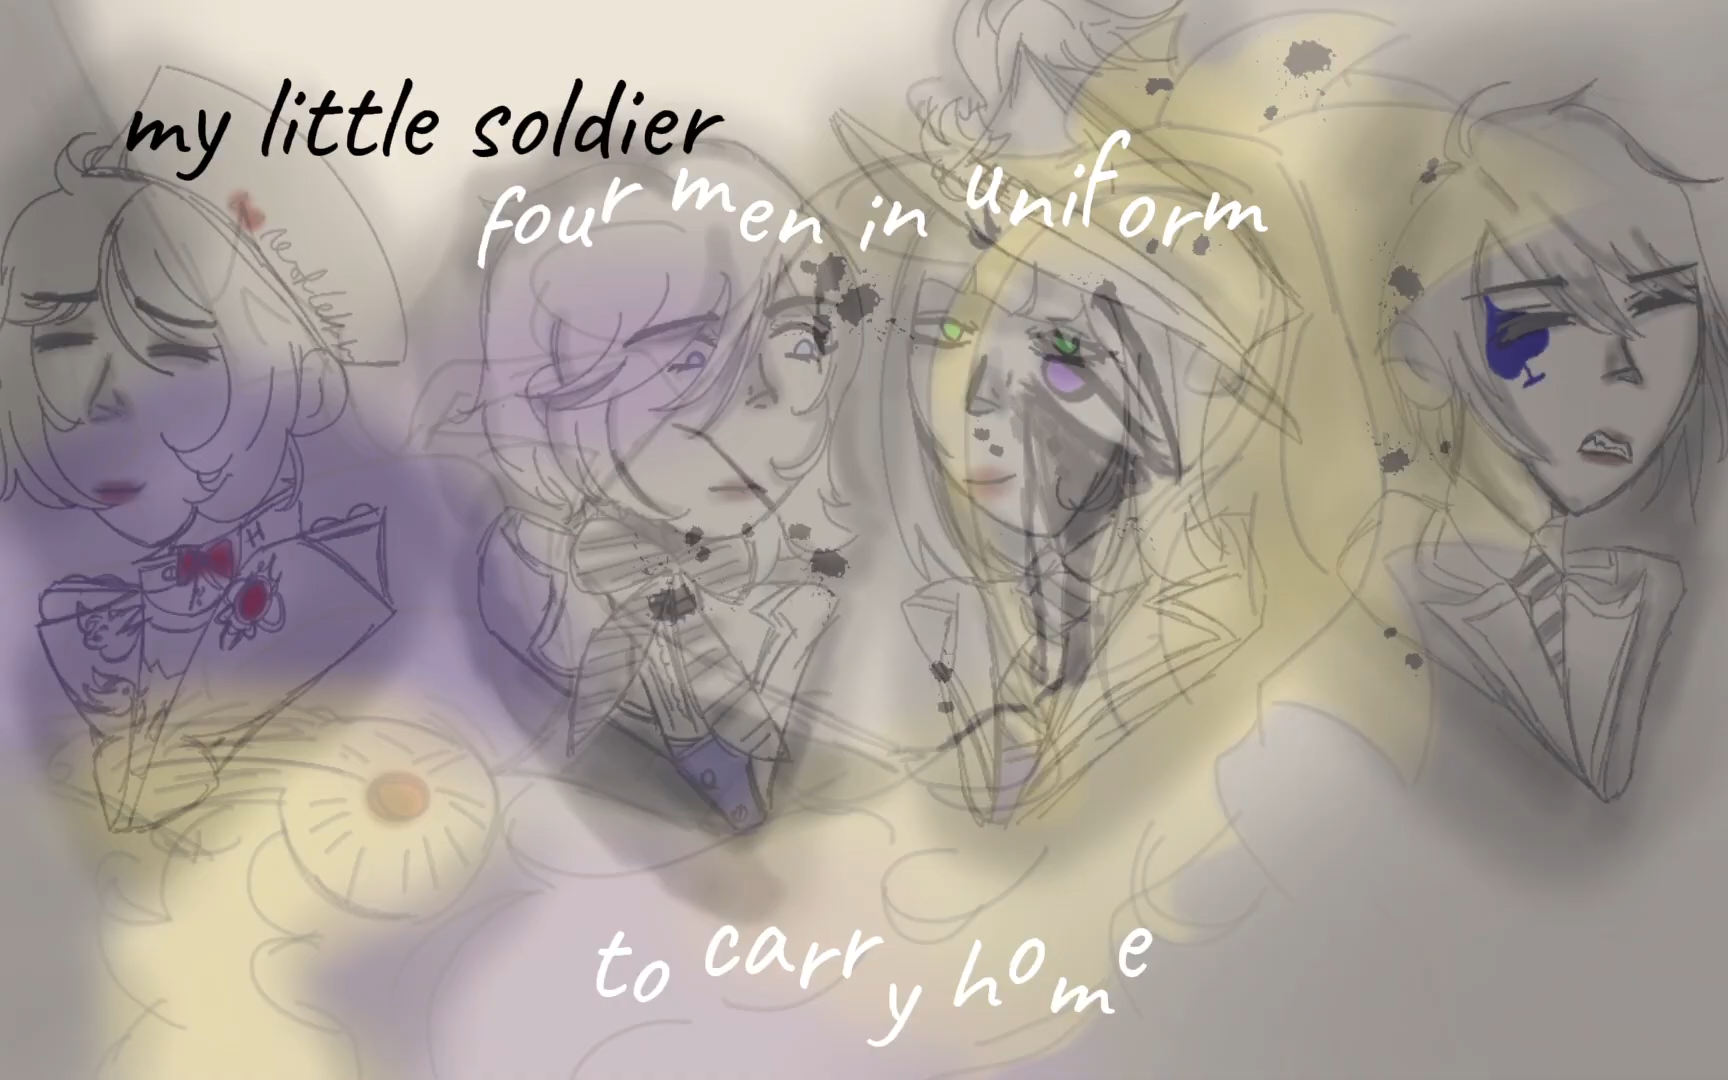 my little soldier
four men in uniform
H
Q
to carry home